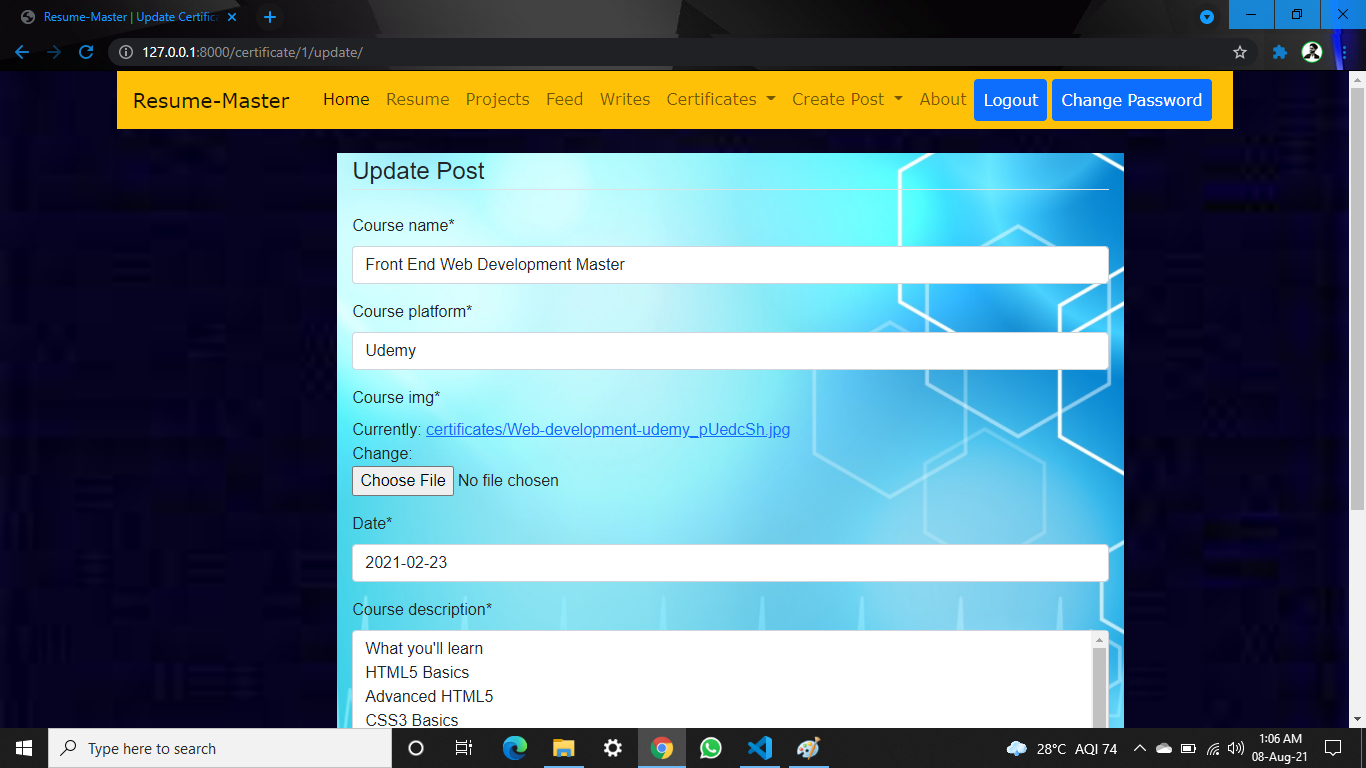 Resume-Master | Update Certific
127.0.0.1:8000/certificate/1/update/
Resume-Master Home Resume Projects Feed Writes Certificates Create Post About Logout Change Password
Update Post
Course name*
Front End Web Development Master
Course platform*
Udemy
Course img*
Currently: certificates/Web-development-udemy_pUedcSh.jpg
Change:
Choose File No file chosen
Date*
2021-02-23
Course description*
What you'll learn
HTML5 Basics
Advanced HTML5
CSS3 Basics
Type here to search
28°C AQI 74
1:06 AM
08-Aug-21